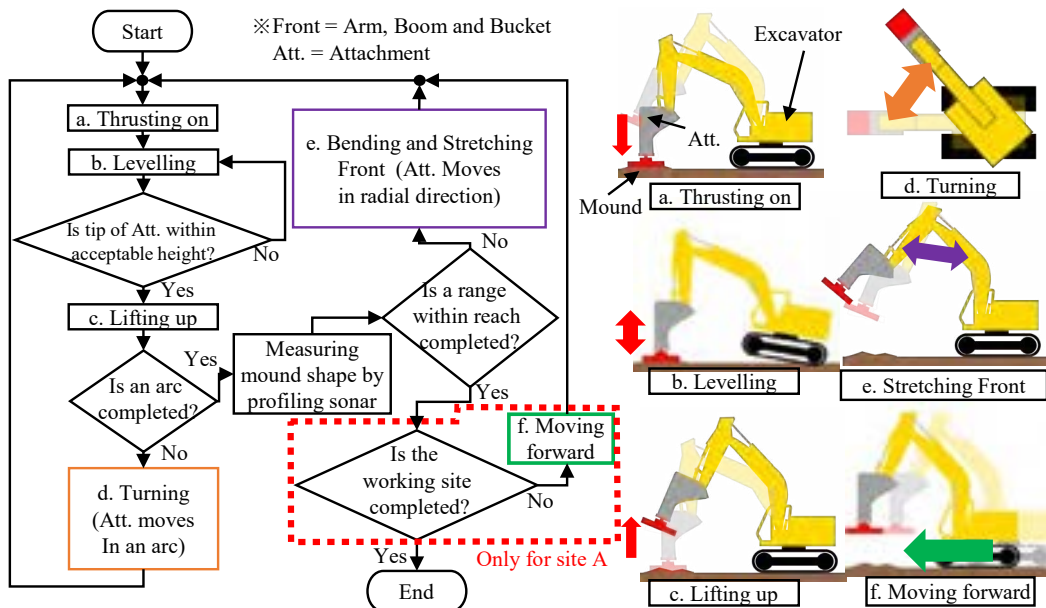 ※Front = Arm, Boom and Bucket
Att. = Attachment
Start
a. Thrusting on
b. Levelling
Is tip of Att. within
acceptable height?
No
Yes
c. Lifting up
Is an arc
completed?
Yes
No
d. Turning
(Att. moves
In an arc)
Measuring
mound shape by
profiling sonar
e. Bending and Stretching
Front (Att. Moves
in radial direction)
No
Is a range
within reach
completed?
Yes
Is the
working site
completed?
No
f. Moving
forward
Yes
Only for site A
End
Excavator
Att.
Mound
a. Thrusting on
d. Turning
b. Levelling
e. Stretching Front
c. Lifting up
f. Moving forward